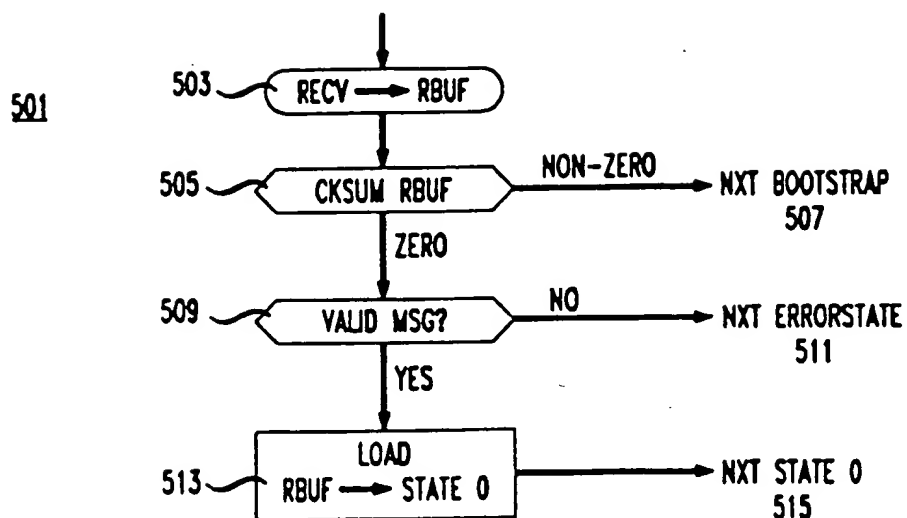 501
503
RECV → RBUF
505
CKSUM RBUF
NON-ZERO
NXT BOOTSTRAP
507
ZERO
509
VALID MSG?
NO
NXT ERRORSTATE
511
YES
513
LOAD
RBUF → STATE 0
NXT STATE 0
515